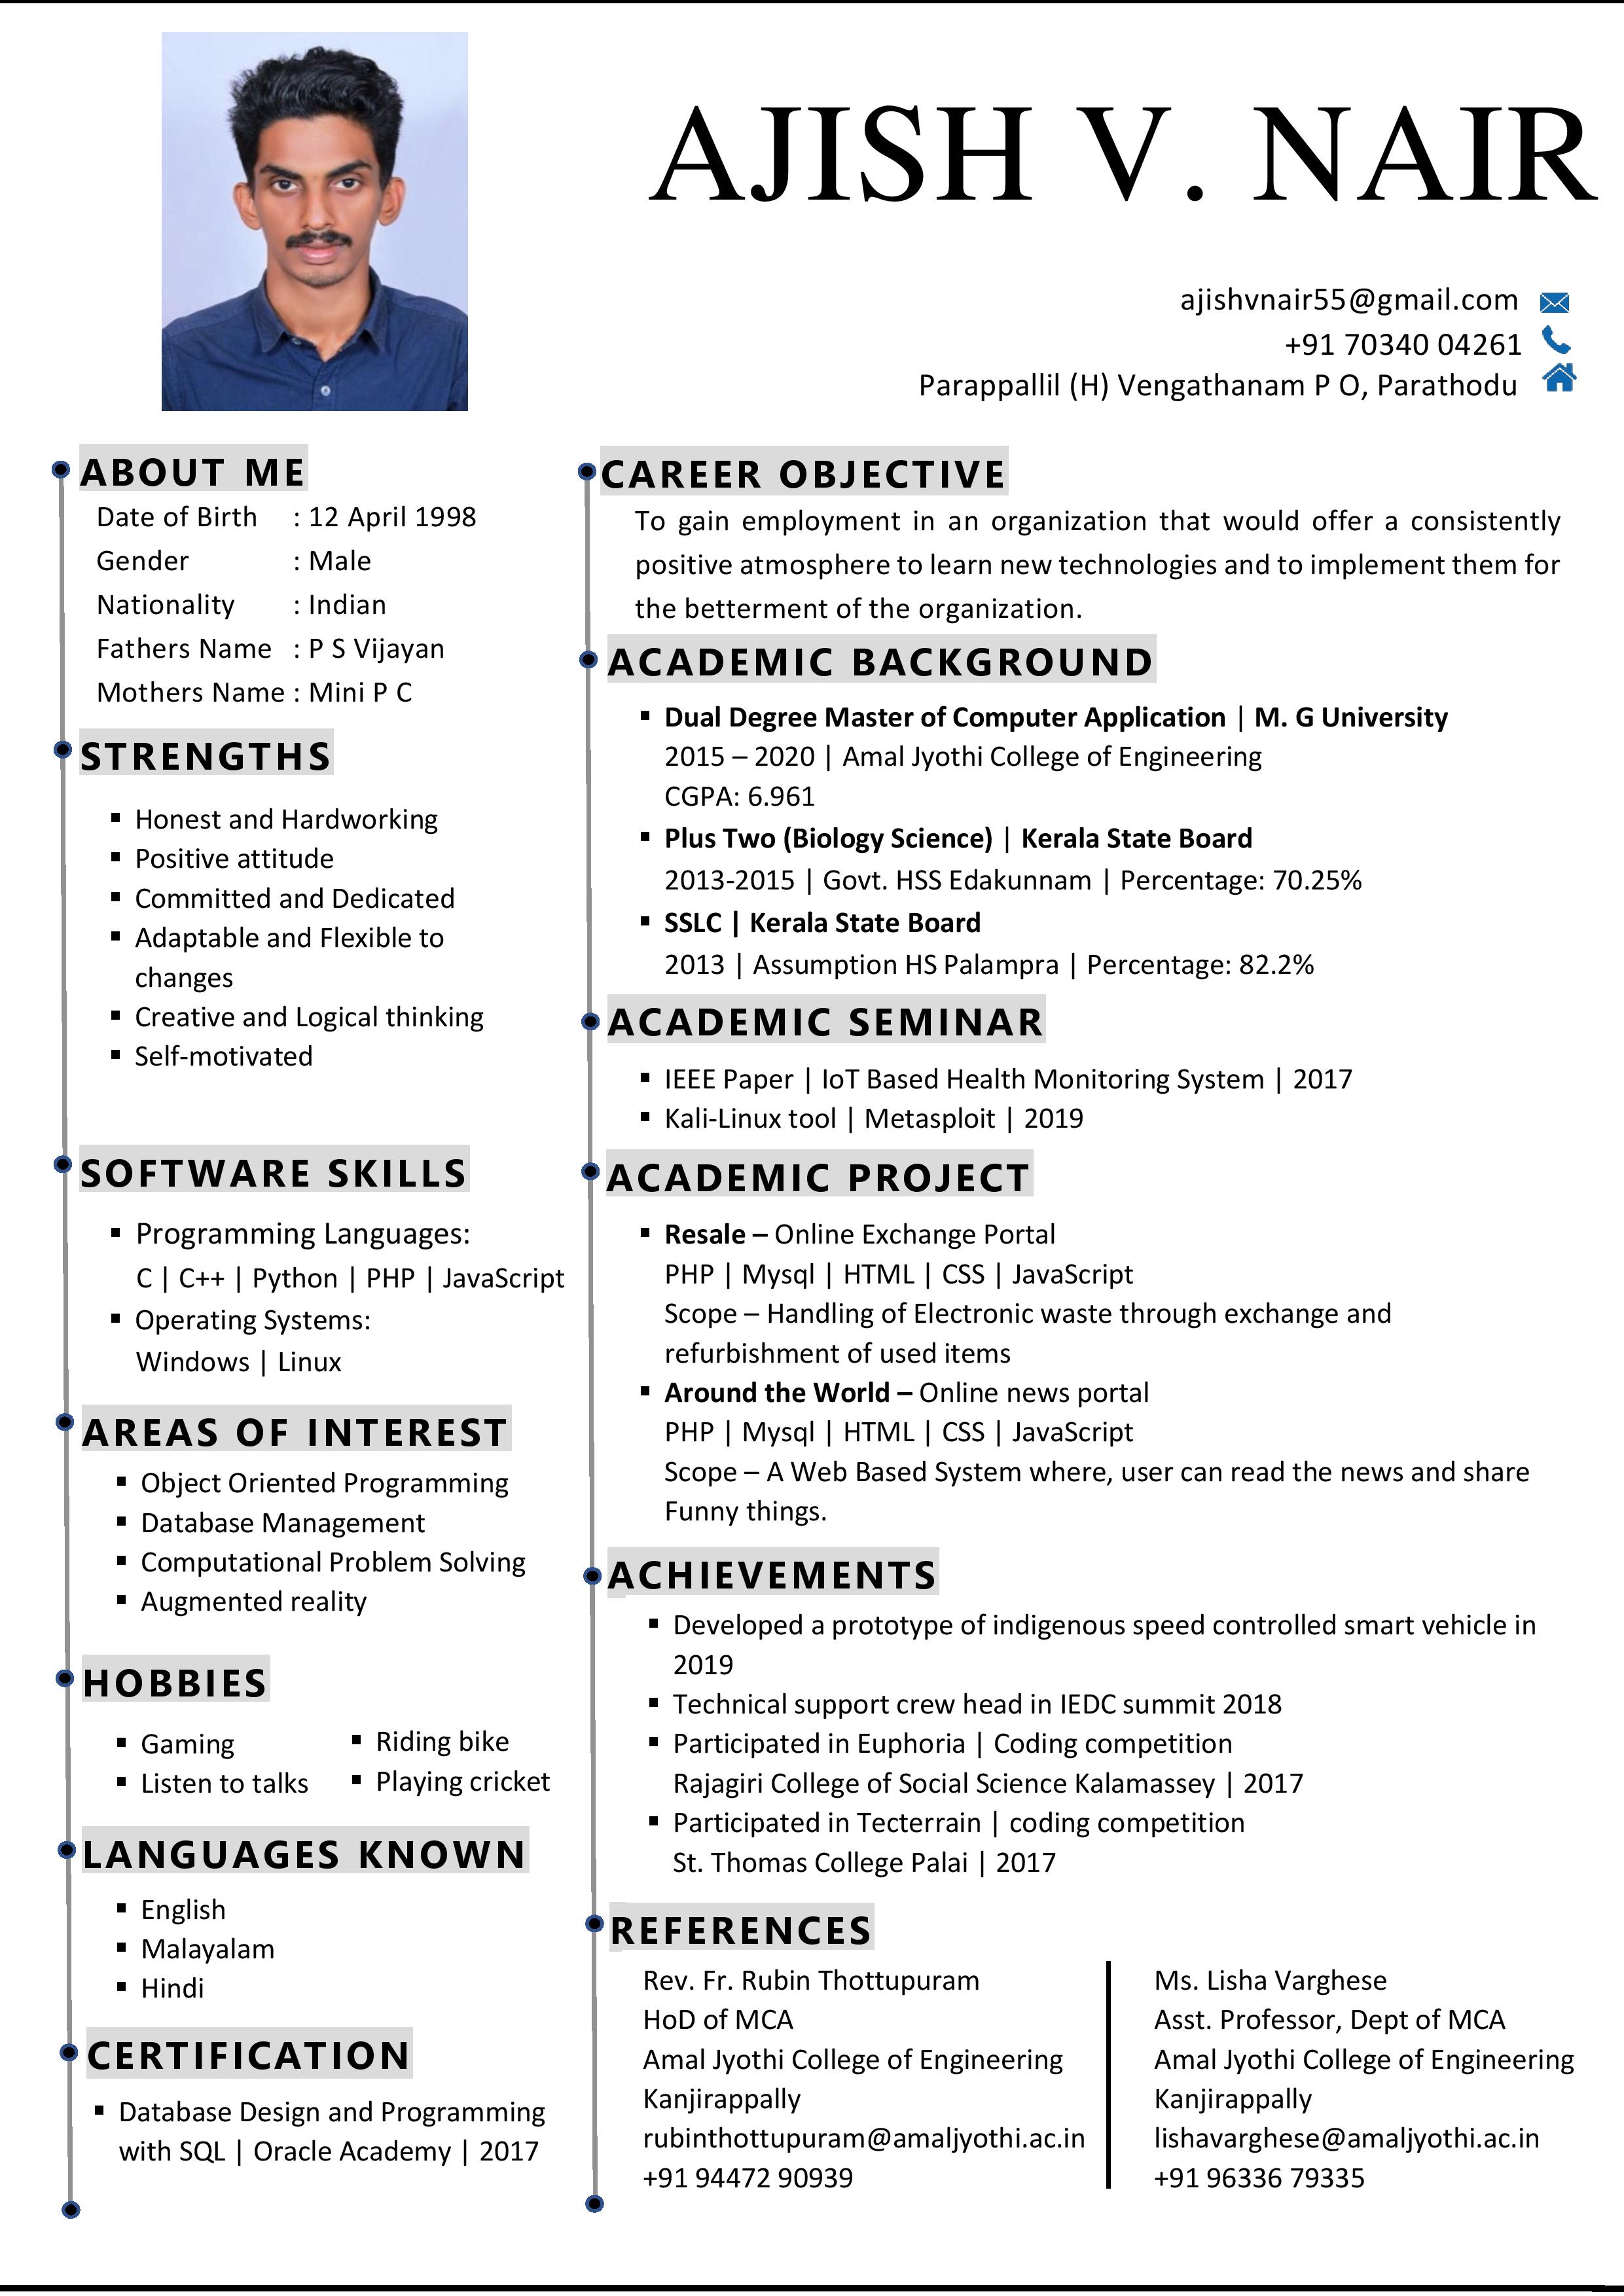 AJISH V. NAIR
ajishvnair55@gmail.com
+91 70340 04261
Parappallil (H) Vengathanam P O, Parathodu
ABOUT ME
Date of Birth : 12 April 1998
Gender : Male
Nationality : Indian
Fathers Name : P S Vijayan
Mothers Name : Mini P C
STRENGTHS
▪ Honest and Hardworking
▪ Positive attitude
▪ Committed and Dedicated
▪ Adaptable and Flexible to
changes
▪ Creative and Logical thinking
▪ Self-motivated
SOFTWARE SKILLS
▪ Programming Languages:
C | C++ | Python | PHP | JavaScript
▪ Operating Systems:
Windows | Linux
AREAS OF INTEREST
▪ Object Oriented Programming
▪ Database Management
▪ Computational Problem Solving
▪ Augmented reality
HOBBIES
▪ Gaming
▪ Listen to talks
▪ Riding bike
▪ Playing cricket
LANGUAGES KNOWN
▪ English
▪ Malayalam
▪ Hindi
CERTIFICATION
▪ Database Design and Programming
with SQL | Oracle Academy | 2017
CAREER OBJECTIVE
To gain employment in an organization that would offer a consistently
positive atmosphere to learn new technologies and to implement them for
the betterment of the organization.
ACADEMIC BACKGROUND
▪ Dual Degree Master of Computer Application | M. G University
2015 – 2020 | Amal Jyothi College of Engineering
CGPA: 6.961
▪ Plus Two (Biology Science) | Kerala State Board
2013-2015 | Govt. HSS Edakunnam | Percentage: 70.25%
▪ SSLC | Kerala State Board
2013 | Assumption HS Palampra | Percentage: 82.2%
ACADEMIC SEMINAR
▪ IEEE Paper | IoT Based Health Monitoring System | 2017
▪ Kali-Linux tool | Metasploit | 2019
ACADEMIC PROJECT
▪ Resale – Online Exchange Portal
PHP | Mysql | HTML | CSS | JavaScript
Scope – Handling of Electronic waste through exchange and
refurbishment of used items
▪ Around the World – Online news portal
PHP | Mysql | HTML | CSS | JavaScript
Scope – A Web Based System where, user can read the news and share
Funny things.
ACHIEVEMENTS
▪ Developed a prototype of indigenous speed controlled smart vehicle in
2019
▪ Technical support crew head in IEDC summit 2018
▪ Participated in Euphoria | Coding competition
Rajagiri College of Social Science Kalamassey | 2017
▪ Participated in Tecterrain | coding competition
St. Thomas College Palai | 2017
REFERENCES
Rev. Fr. Rubin Thottupuram
HoD of MCA
Amal Jyothi College of Engineering
Kanjirappally
rubinthottupuram@amaljyothi.ac.in
+91 94472 90939
Ms. Lisha Varghese
Asst. Professor, Dept of MCA
Amal Jyothi College of Engineering
Kanjirappally
lishavarghese@amaljyothi.ac.in
+91 96336 79335